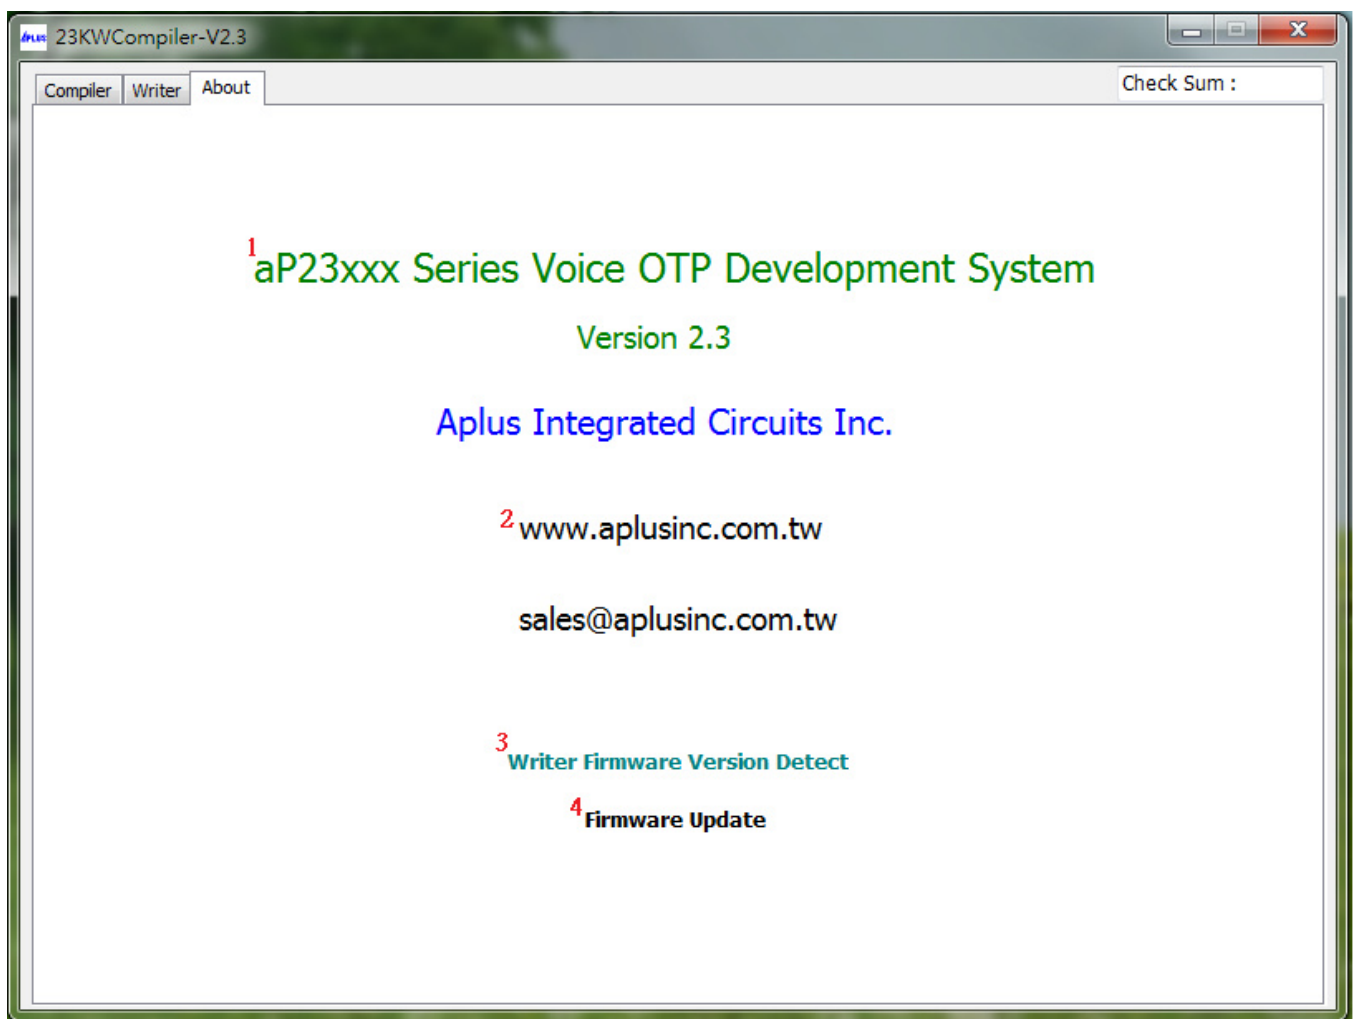 APLUS 23KWCompiler-V2.3
Compiler Writer About Check Sum :
1 aP23xxx Series Voice OTP Development System
Version 2.3
Aplus Integrated Circuits Inc.
2 www.aplusinc.com.tw
sales@aplusinc.com.tw
3 Writer Firmware Version Detect
4 Firmware Update